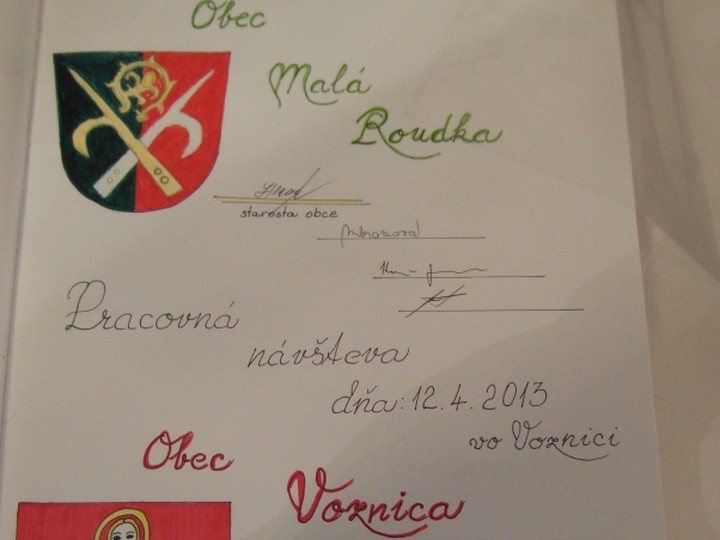 Obec
Malá
Roudka
starosta obce
Pracovná
návšteva
dňa: 12.4.2013
vo Voznici
Obec
Voznica